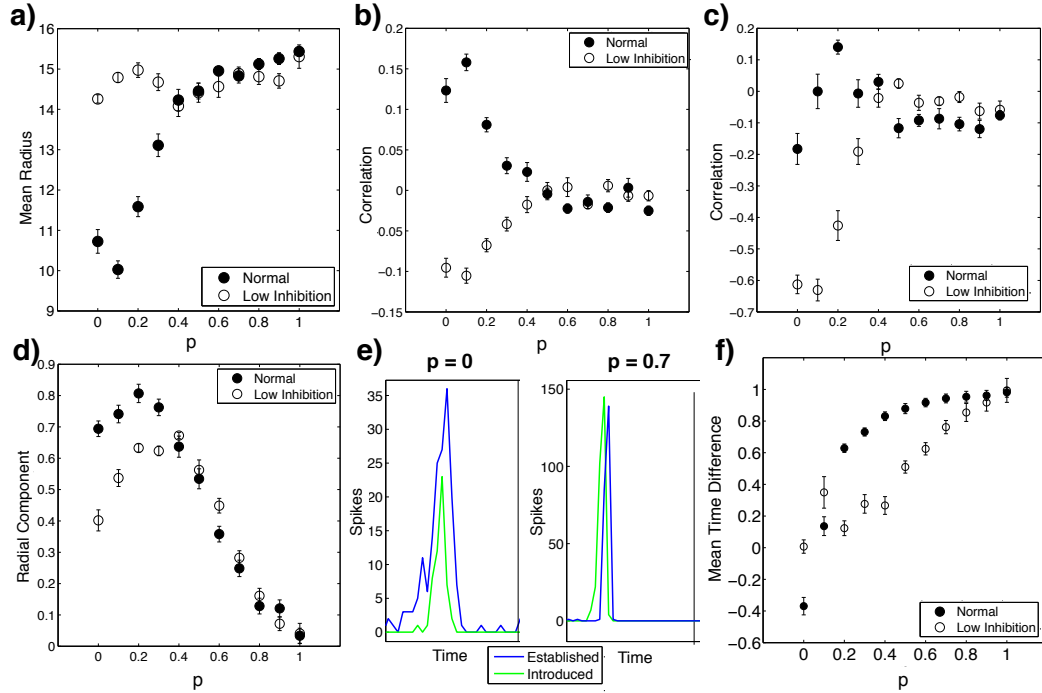 a)
16
15
14
13
12
11
10
9
Mean Radius
0 0.2 0.4 0.6 0.8 1
p
Normal
Low Inhibition
b)
0.2
0.15
0.1
0.05
0
−0.05
−0.1
−0.15
Correlation
0 0.2 0.4 0.6 0.8 1
p
Normal
Low Inhibition
c)
0.2
0.1
0
−0.1
−0.2
−0.3
−0.4
−0.5
−0.6
−0.7
Correlation
0 0.2 0.4 0.6 0.8 1
p
Normal
Low Inhibition
d)
0.9
0.8
0.7
0.6
0.5
0.4
0.3
0.2
0.1
0
Radial Component
0 0.2 0.4 0.6 0.8 1
p
Normal
Low Inhibition
e)
p = 0
35
30
25
20
15
10
5
0
Spikes
Time
p = 0.7
150
100
50
0
Spikes
Time
Established
Introduced
f)
1
0.8
0.6
0.4
0.2
0
−0.2
−0.4
−0.6
Mean Time Difference
0 0.2 0.4 0.6 0.8 1
p
Normal
Low Inhibition